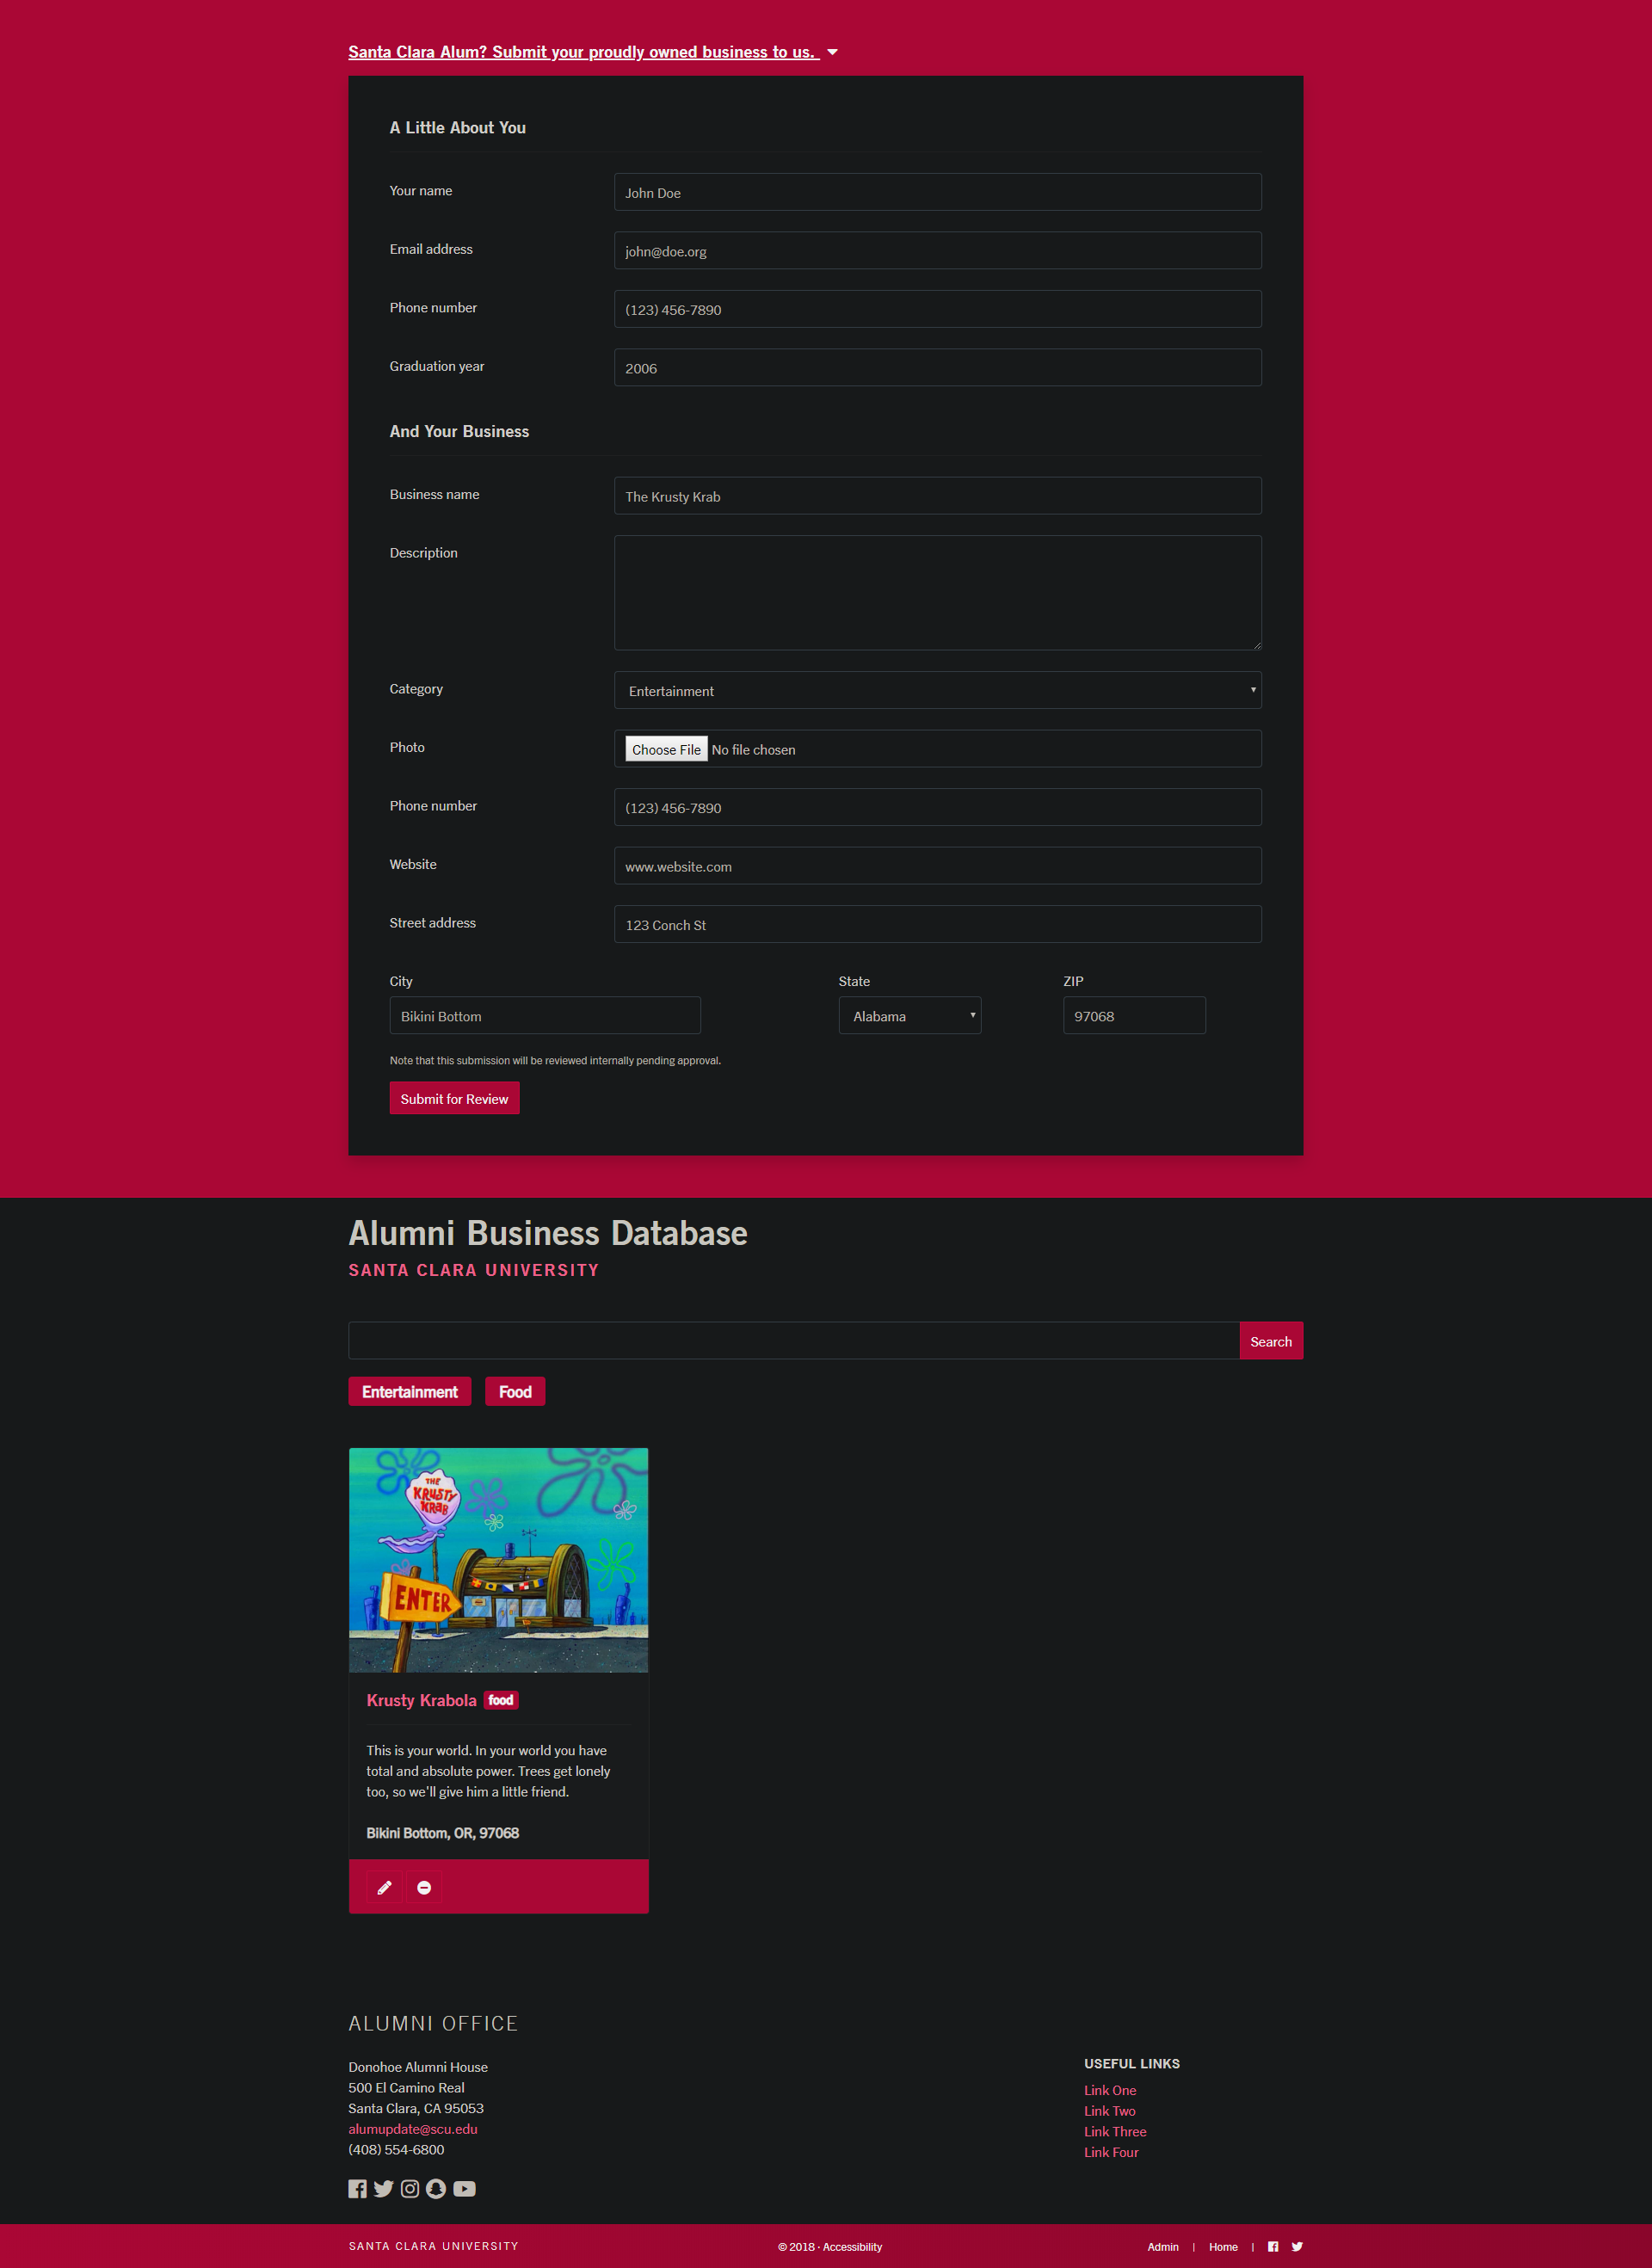 Santa Clara Alum? Submit your proudly owned business to us.
A Little About You
Your name
John Doe
Email address
john@doe.org
Phone number
(123) 456-7890
Graduation year
2006
And Your Business
Business name
The Krusty Krab
Description
Category
Entertainment
Photo
Choose File No file chosen
Phone number
(123) 456-7890
Website
www.website.com
Street address
123 Conch St
City
State
ZIP
Bikini Bottom
Alabama
97068
Note that this submission will be reviewed internally pending approval.
Submit for Review
Alumni Business Database
SANTA CLARA UNIVERSITY
Search
Entertainment
Food
THE
KRUSTY
KRAB
ENTER
Krusty Krabola food
This is your world. In your world you have
total and absolute power. Trees get lonely
too, so we'll give him a little friend.
Bikini Bottom, OR, 97068
ALUMNI OFFICE
Donohoe Alumni House
500 El Camino Real
Santa Clara, CA 95053
alumupdate@scu.edu
(408) 554-6800
USEFUL LINKS
Link One
Link Two
Link Three
Link Four
SANTA CLARA UNIVERSITY
© 2018 · Accessibility
Admin | Home |